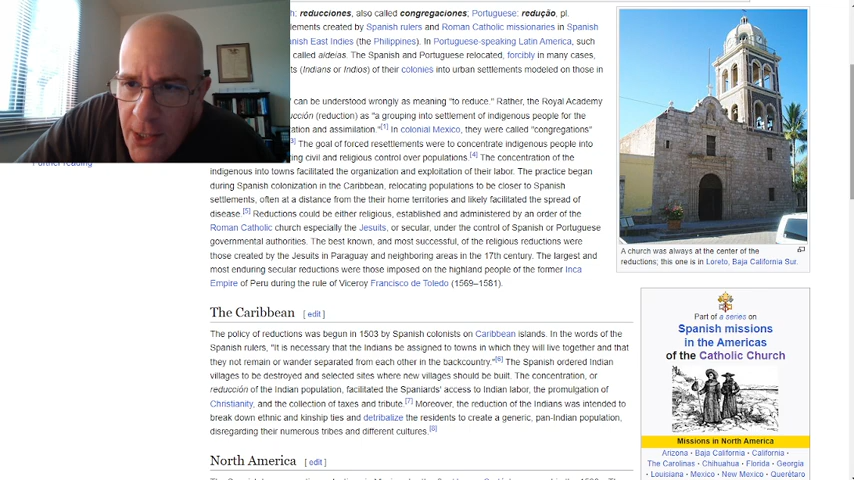 : reducciones, also called congregaciones; Portuguese: redução, pl.
lements created by Spanish rulers and Roman Catholic missionaries in Spanish
anish East Indies (the Philippines). In Portuguese-speaking Latin America, such
called aldeias. The Spanish and Portuguese relocated, forcibly in many cases,
ts (Indians or Indios) of their colonies into urban settlements modeled on those in
can be understood wrongly as meaning "to reduce." Rather, the Royal Academy
ucción (reduction) as "a grouping into settlement of indigenous people for the
ation and assimilation."[1] In colonial Mexico, they were called "congregations"
The goal of forced resettlements were to concentrate indigenous people into
ing civil and religious control over populations.[4] The concentration of the
indigenous into towns facilitated the organization and exploitation of their labor. The practice began
during Spanish colonization in the Caribbean, relocating populations to be closer to Spanish
settlements, often at a distance from the their home territories and likely facilitated the spread of
disease.[5] Reductions could be either religious, established and administered by an order of the
Roman Catholic church especially the Jesuits, or secular, under the control of Spanish or Portuguese
governmental authorities. The best known, and most successful, of the religious reductions were
those created by the Jesuits in Paraguay and neighboring areas in the 17th century. The largest and
most enduring secular reductions were those imposed on the highland people of the former Inca
Empire of Peru during the rule of Viceroy Francisco de Toledo (1569–1581).
Further reading
The Caribbean [ edit ]
The policy of reductions was begun in 1503 by Spanish colonists on Caribbean islands. In the words of the
Spanish rulers, "It is necessary that the Indians be assigned to towns in which they will live together and that
they not remain or wander separated from each other in the backcountry."[6] The Spanish ordered Indian
villages to be destroyed and selected sites where new villages should be built. The concentration, or
reducción of the Indian population, facilitated the Spaniards' access to Indian labor, the promulgation of
Christianity, and the collection of taxes and tribute.[7] Moreover, the reduction of the Indians was intended to
break down ethnic and kinship ties and detribalize the residents to create a generic, pan-Indian population,
disregarding their numerous tribes and different cultures.[8]
North America [ edit ]
A church was always at the center of the
reductions; this one is in Loreto, Baja California Sur.
Part of a series on
Spanish missions
in the Americas
of the Catholic Church
Missions in North America
Arizona • Baja California • California •
The Carolinas • Chihuahua • Florida • Georgia
• Louisiana • Mexico • New Mexico • Querétaro